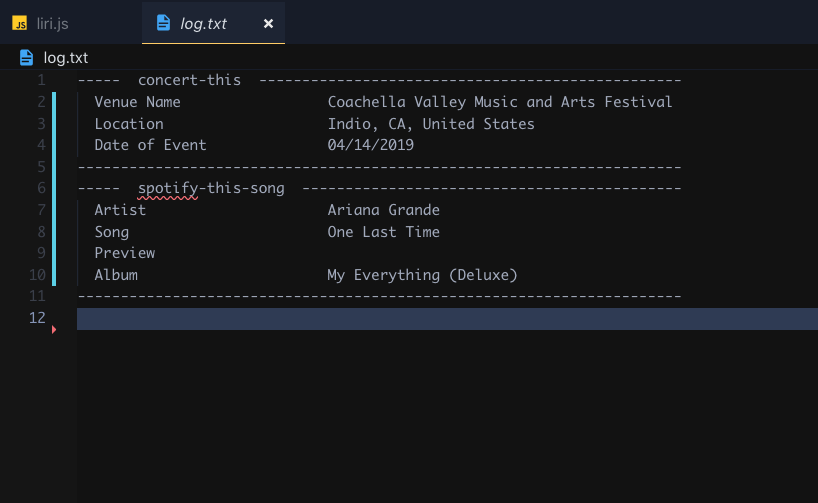 JS liri.js log.txt ×
log.txt
1 -----  concert-this  -------------------------------------------------
2   Venue Name                 Coachella Valley Music and Arts Festival
3   Location                   Indio, CA, United States
4   Date of Event              04/14/2019
5 ----------------------------------------------------------------------
6 -----  spotify-this-song  --------------------------------------------
7   Artist                     Ariana Grande
8   Song                       One Last Time
9   Preview
10   Album                      My Everything (Deluxe)
11 ----------------------------------------------------------------------
12